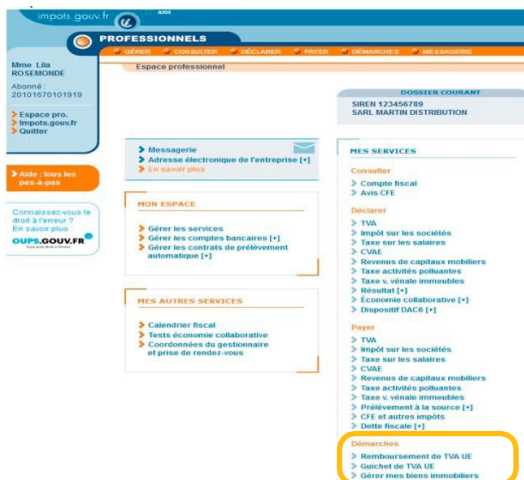 impots.gouv.fr
AIDE
PROFESSIONNELS
GÉRER CONSULTER DÉCLARER PAYER DÉMARCHES MESSAGERIE
Espace professionnel
Mme Lila
ROSEMONDE
Abonné :
20101670101919
Espace pro.
Impots.gouv.fr
Quitter
Aide : tous les
pas-à-pas
Connaissez-vous le
droit à l'erreur ?
En savoir plus :
OUPS.GOUV.FR
Messagerie
Adresse électronique de l'entreprise [+]
En savoir plus
MON ESPACE
Gérer les services
Gérer les comptes bancaires [+]
Gérer les contrats de prélèvement
automatique [+]
MES AUTRES SERVICES
Calendrier fiscal
Tests économie collaborative
Coordonnées du gestionnaire
et prise de rendez-vous
DOSSIER COURANT
SIREN 123456789
SARL MARTIN DISTRIBUTION
MES SERVICES
Consulter
Compte fiscal
Avis CFE
Déclarer
TVA
Impôt sur les sociétés
Taxe sur les salaires
CVAE
Revenus de capitaux mobiliers
Taxe activités polluantes
Taxe v. vénale immeubles
Résultat [+]
Économie collaborative [+]
Dispositif DAC6 [+]
Payer
TVA
Impôt sur les sociétés
Taxe sur les salaires
CVAE
Revenus de capitaux mobiliers
Taxe activités polluantes
Taxe v. vénale immeubles
Prélèvement à la source [+]
CFE et autres impôts
Dette fiscale [+]
Démarches
Remboursement de TVA UE
Guichet de TVA UE
Gérer mes biens immobiliers